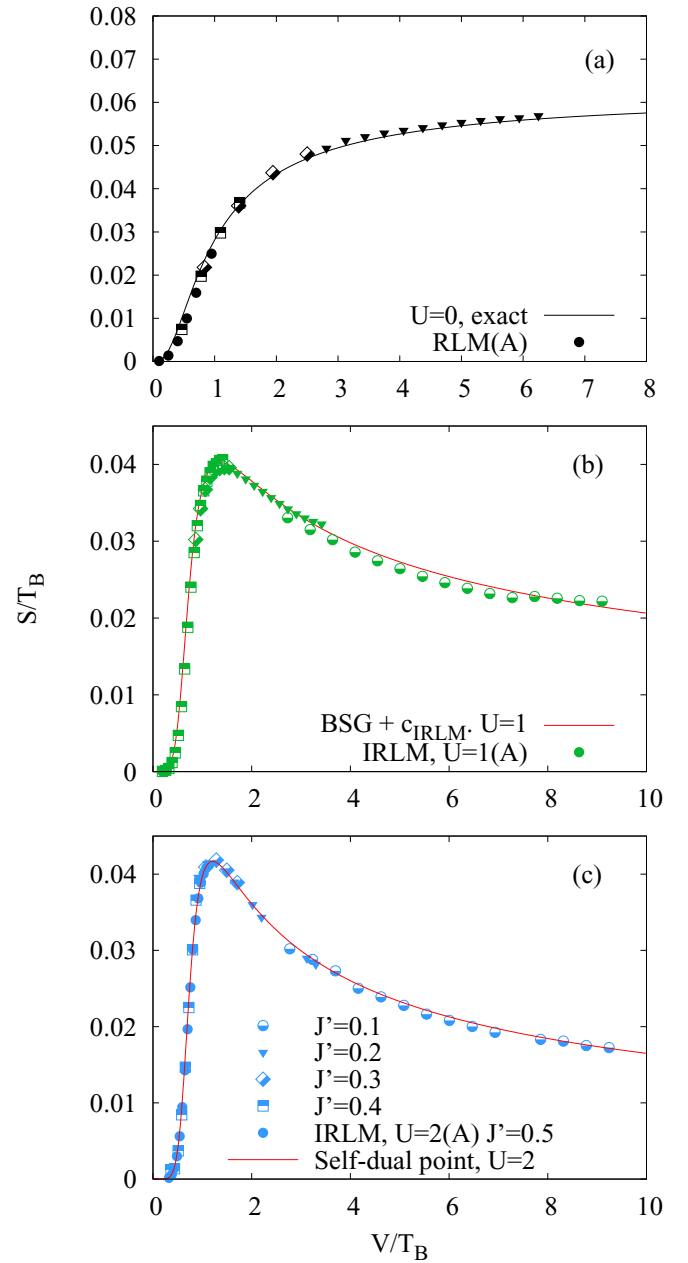 0.08
0.07
0.06
0.05
0.04
0.03
0.02
0.01
0
(a)
U=0, exact
RLM(A)
0 1 2 3 4 5 6 7 8
0.04
0.03
0.02
0.01
0
(b)
BSG + c_IRLM. U=1
IRLM, U=1(A)
0 2 4 6 8 10
S/T_B
0.04
0.03
0.02
0.01
0
(c)
J'=0.1
J'=0.2
J'=0.3
J'=0.4
IRLM, U=2(A) J'=0.5
Self-dual point, U=2
0 2 4 6 8 10
V/T_B